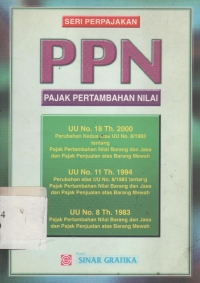 SERI PERPAJAKAN
PPN
PAJAK PERTAMBAHAN NILAI
UU No. 18 Th. 2000
Perubahan Kedua atas UU No. 8/1983
tentang
Pajak Pertambahan Nilai Barang dan Jasa
dan Pajak Penjualan atas Barang Mewah
UU No. 11 Th. 1994
Perubahan atas UU No. 8/1983 tentang
Pajak Pertambahan Nilai Barang dan Jasa
dan Pajak Penjualan atas Barang Mewah
UU No. 8 Th. 1983
Pajak Pertambahan Nilai Barang dan Jasa
dan Pajak Penjualan atas Barang Mewah
4
SINAR GRAFIKA